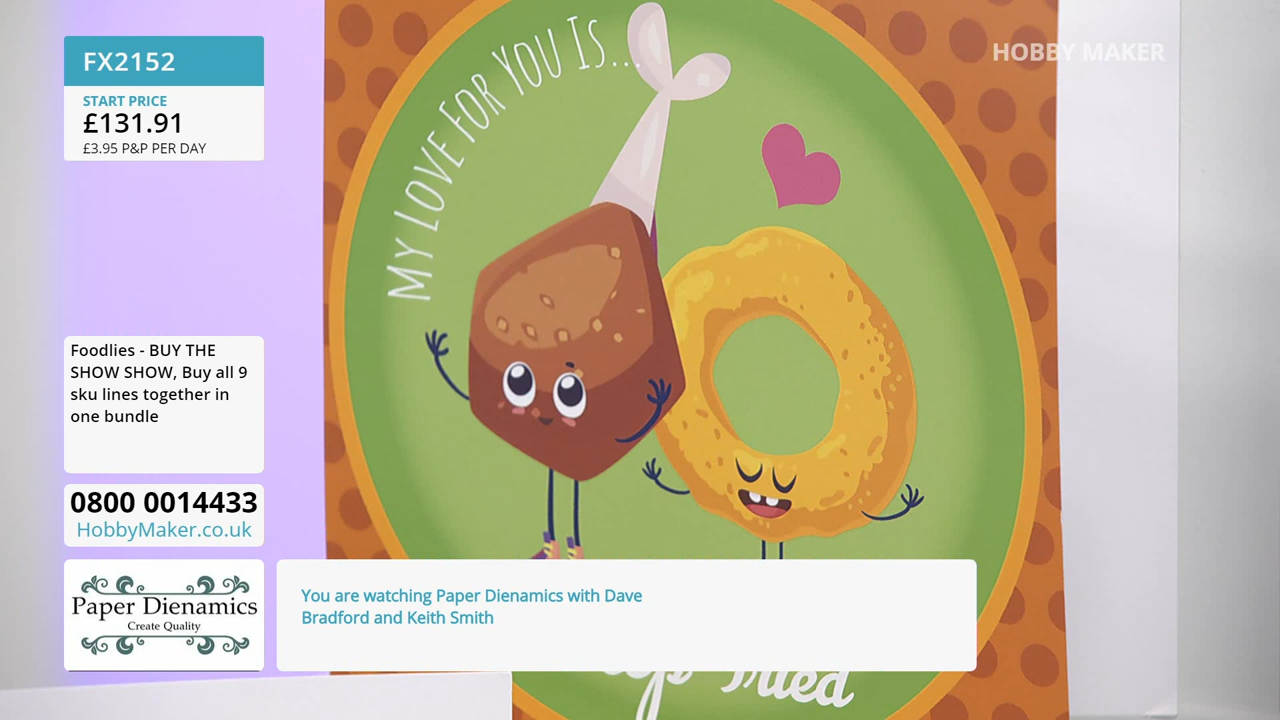 FX2152
START PRICE
£131.91
£3.95 P&P PER DAY
HOBBY MAKER
MY LOVE FOR YOU IS...
Foodlies - BUY THE
SHOW SHOW, Buy all 9
sku lines together in
one bundle
0800 0014433
HobbyMaker.co.uk
Paper Dienamics
Create Quality
You are watching Paper Dienamics with Dave
Bradford and Keith Smith